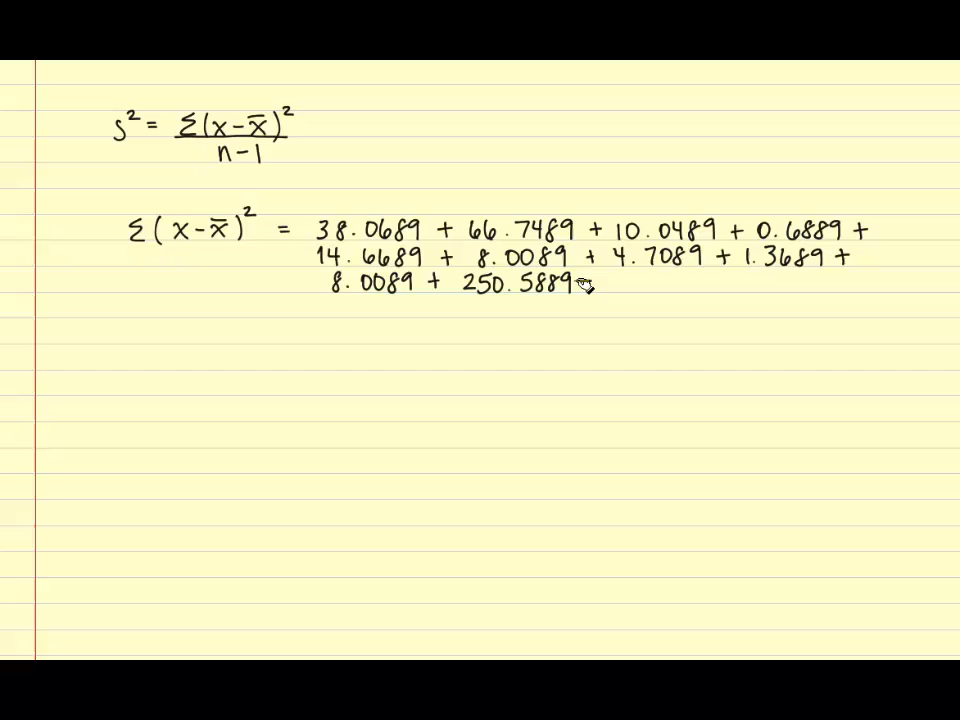 s² = Σ(x-x̄)²
n-1
Σ(x-x̄)² = 38.0689 + 66.7489 + 10.0489 + 0.6889 +
14.6689 + 8.0089 + 4.7089 + 1.3689 +
8.0089 + 250.5889